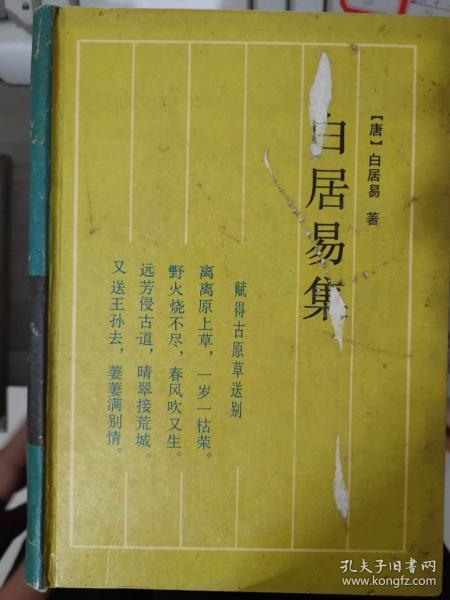 【唐】白居易 著
白居易集
赋得古原草送别
离离原上草，一岁一枯荣。
野火烧不尽，春风吹又生。
远芳侵古道，晴翠接荒城。
又送王孙去，萋萋满别情。
孔夫子旧书网
www.kongfz.com